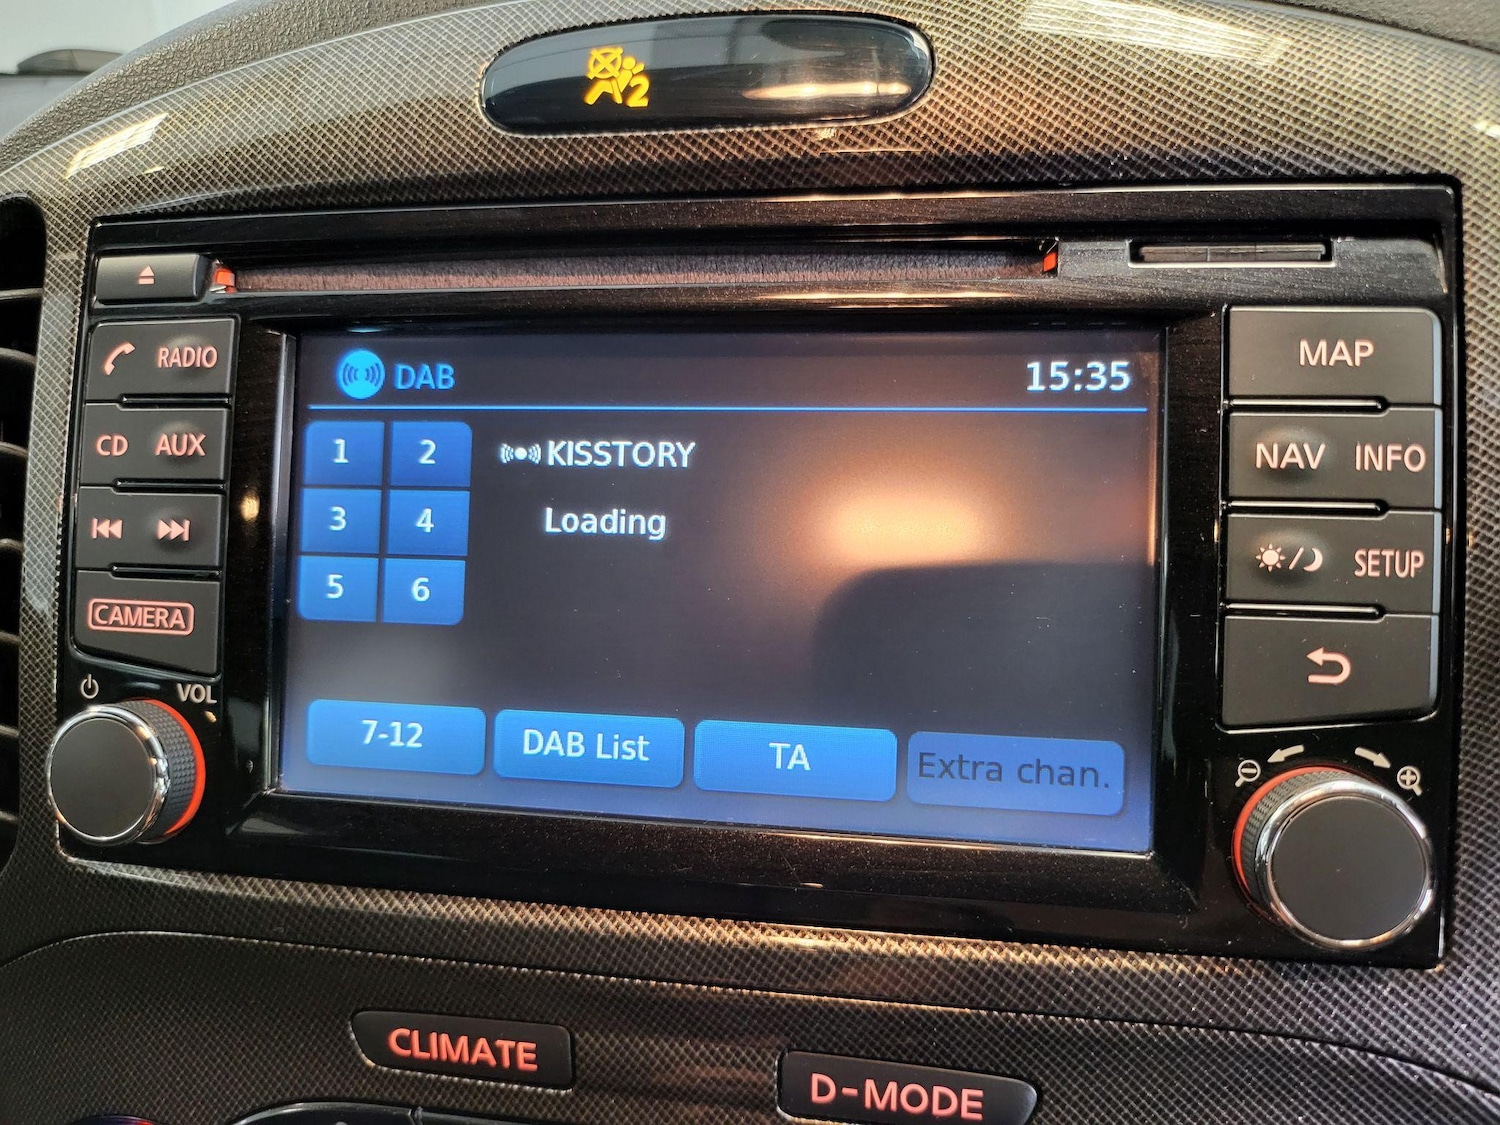 2
RADIO
CD AUX
CAMERA
VOL
DAB 15:35
1 2
3 4
5 6
KISSTORY
Loading
7-12 DAB List TA Extra chan.
MAP
NAV INFO
SETUP
CLIMATE
D-MODE